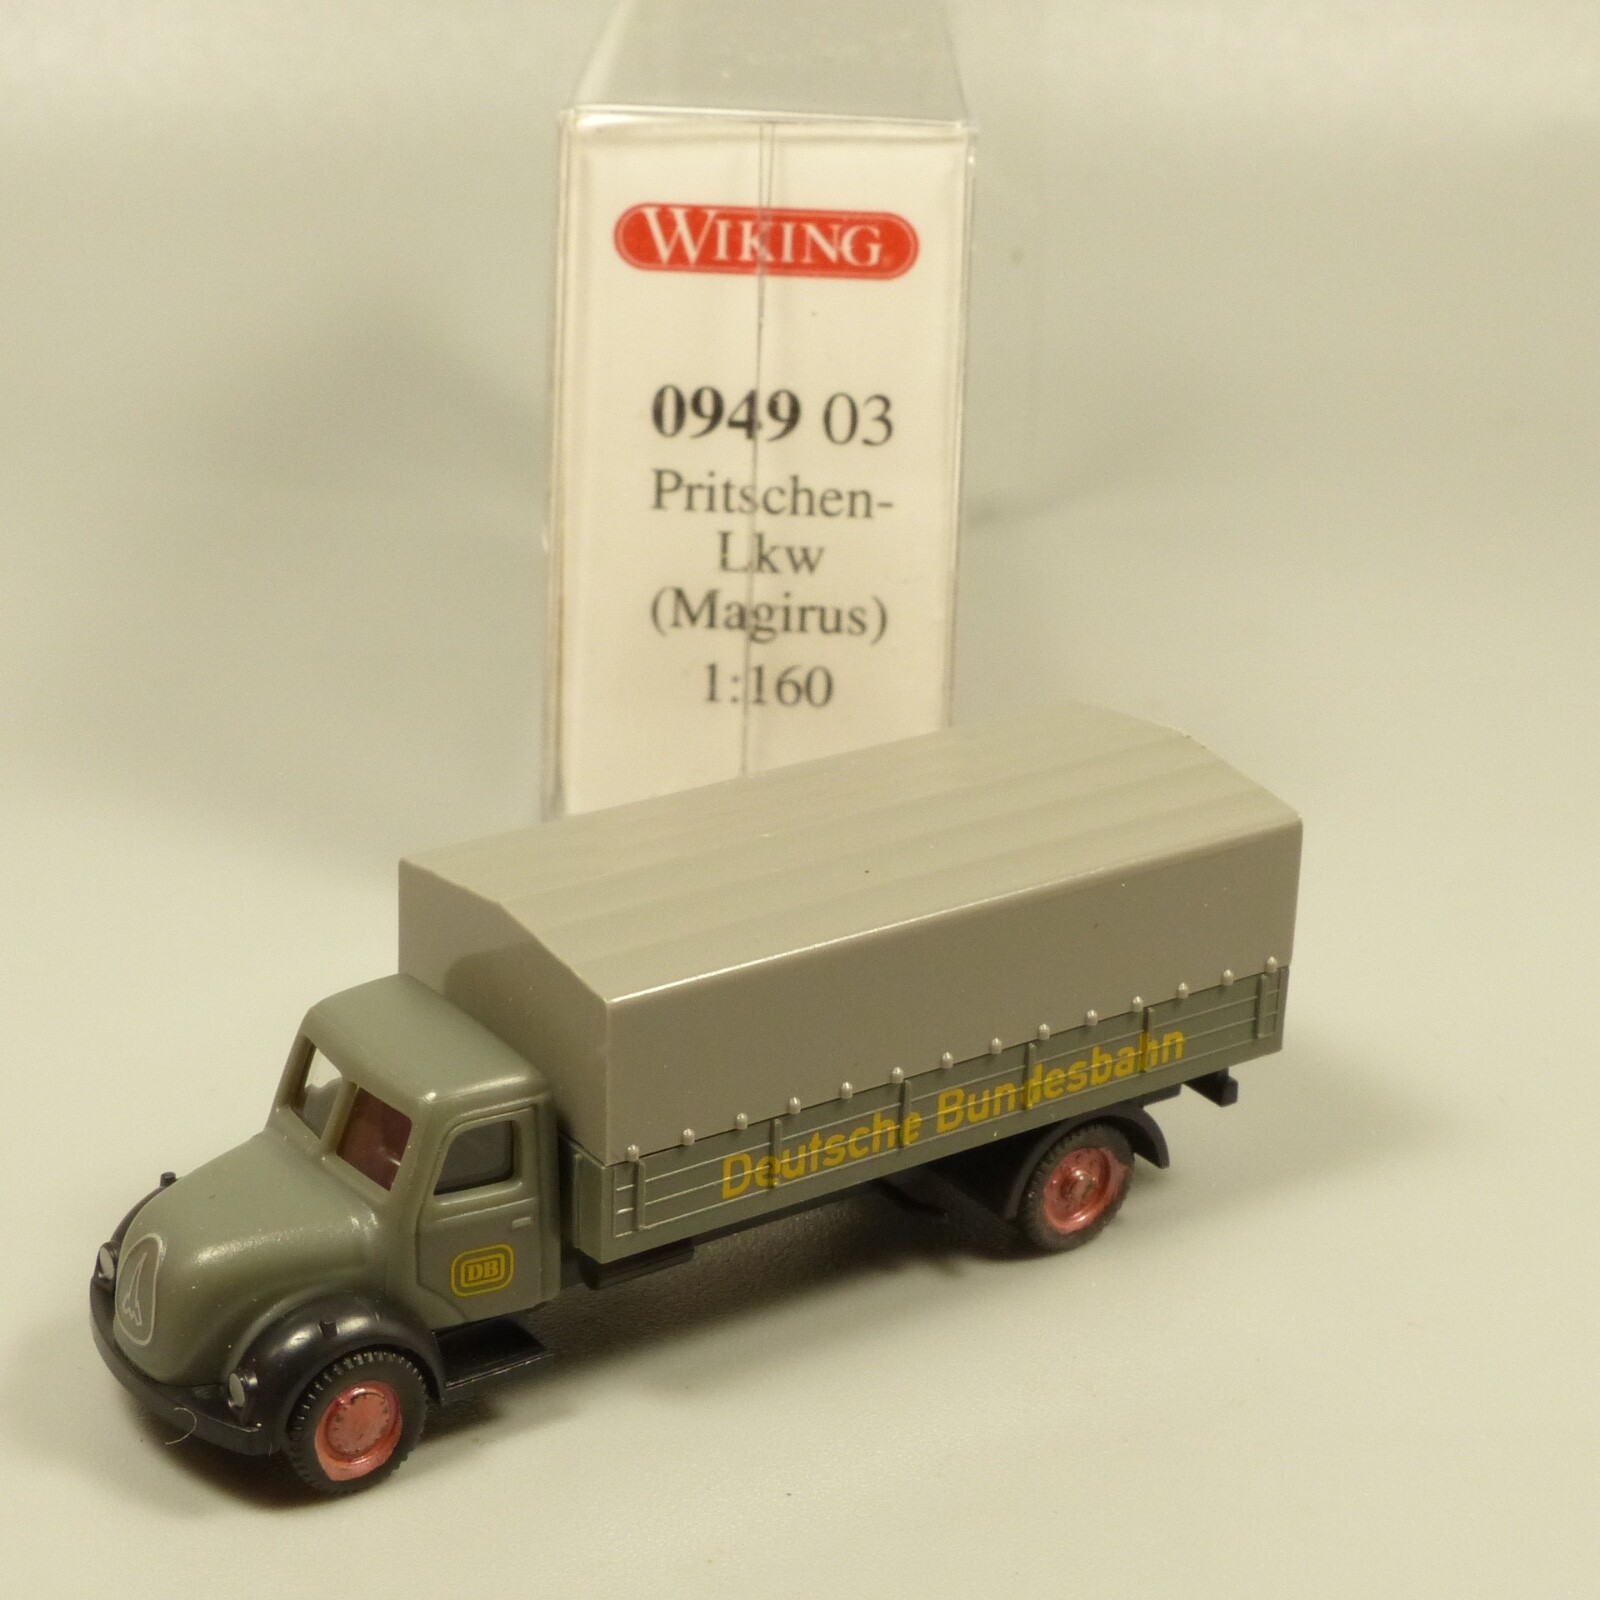 WIKING
0949 03
Pritschen-
Lkw
(Magirus)
1:160
Deutsche Bundesbahn
DB